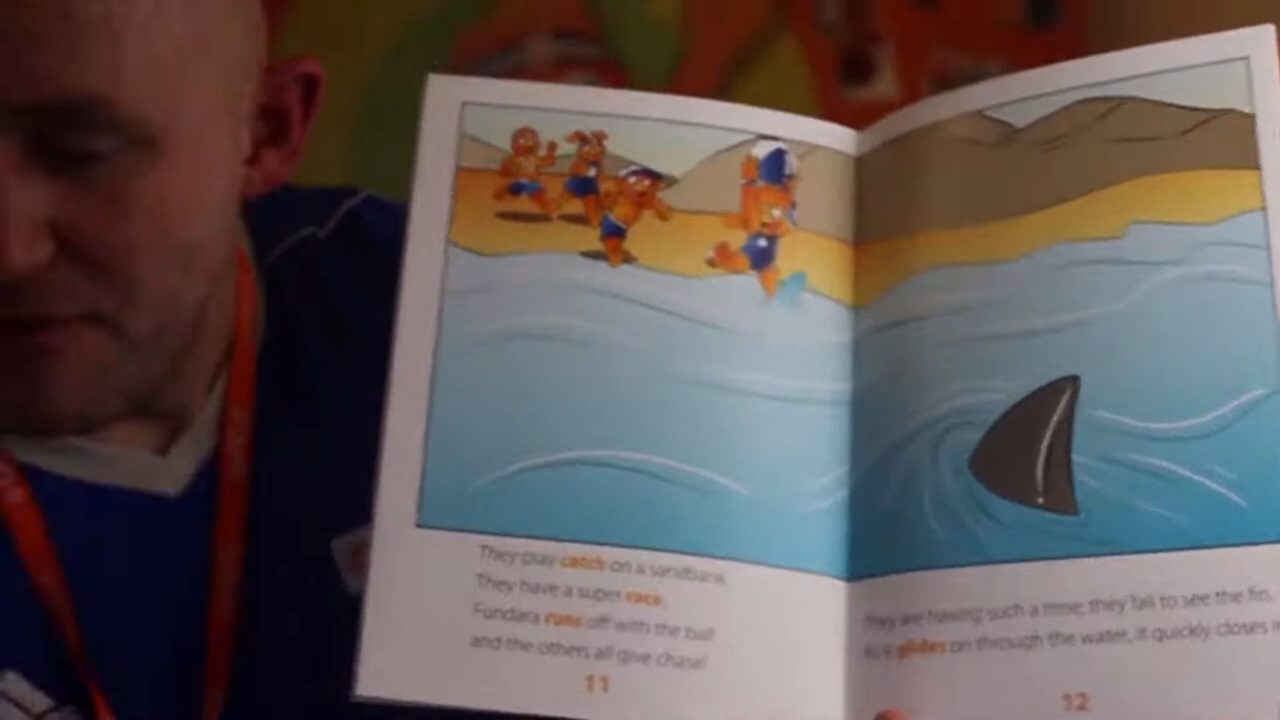 They play catch on a sandbank.
They have a super race.
Fundara runs off with the ball
and the others all give chase!
11
They are having such a time, they fail to see the fin.
As it glides on through the water, it quickly closes in
12